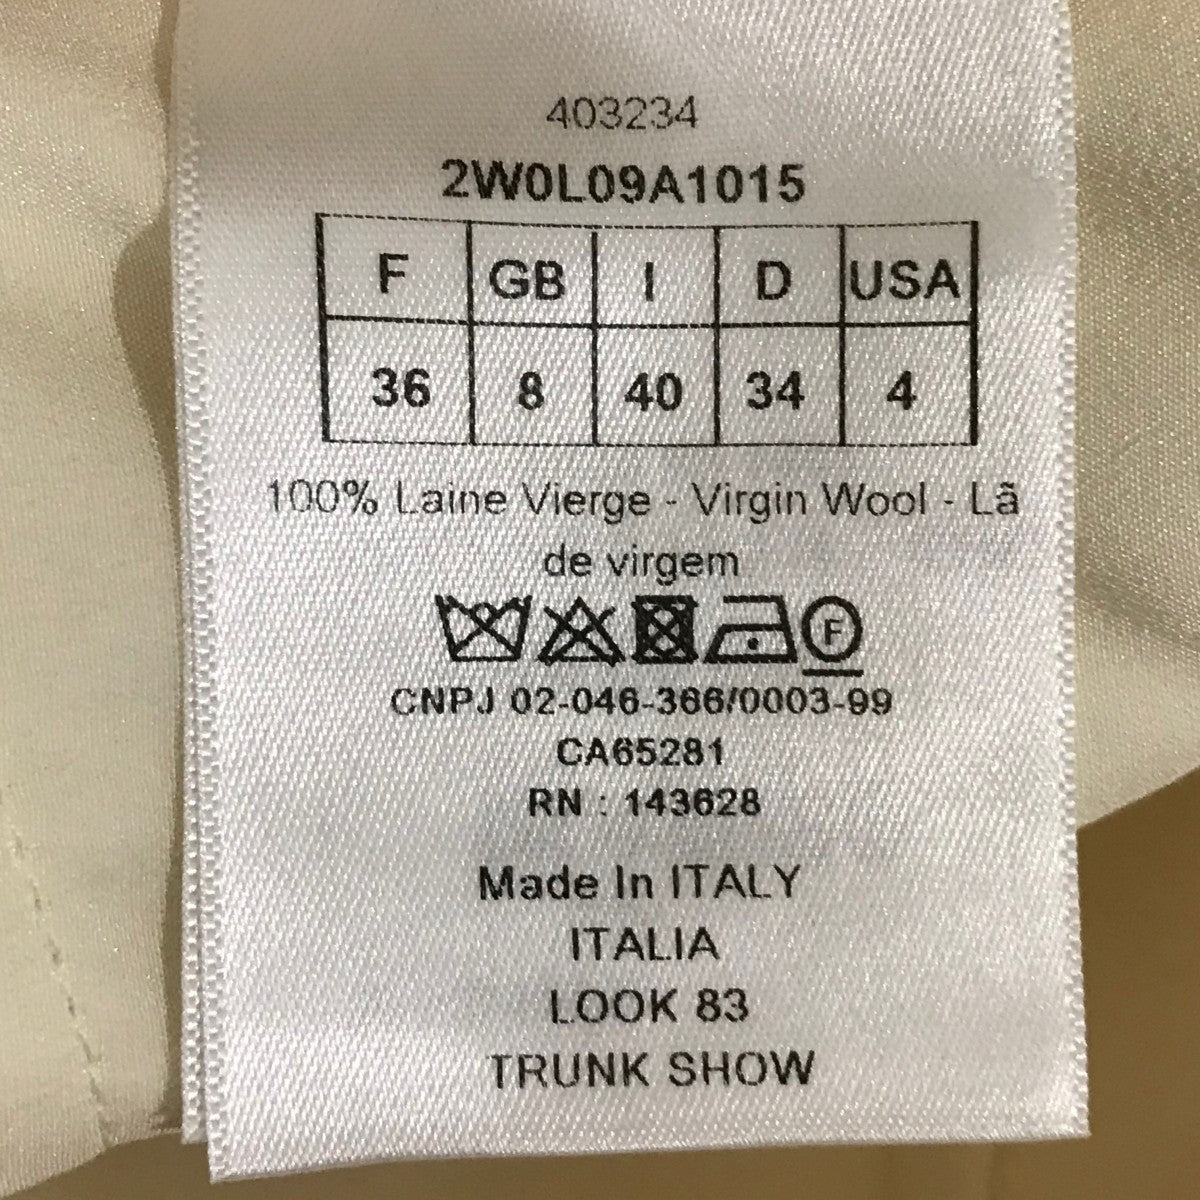 403234
2W0L09A1015
F GB I D USA
36 8 40 34 4
100% Laine Vierge - Virgin Wool - Lã
de virgem
F
CNPJ 02-046-366/0003-99
CA65281
RN : 143628
Made In ITALY
ITALIA
LOOK 83
TRUNK SHOW